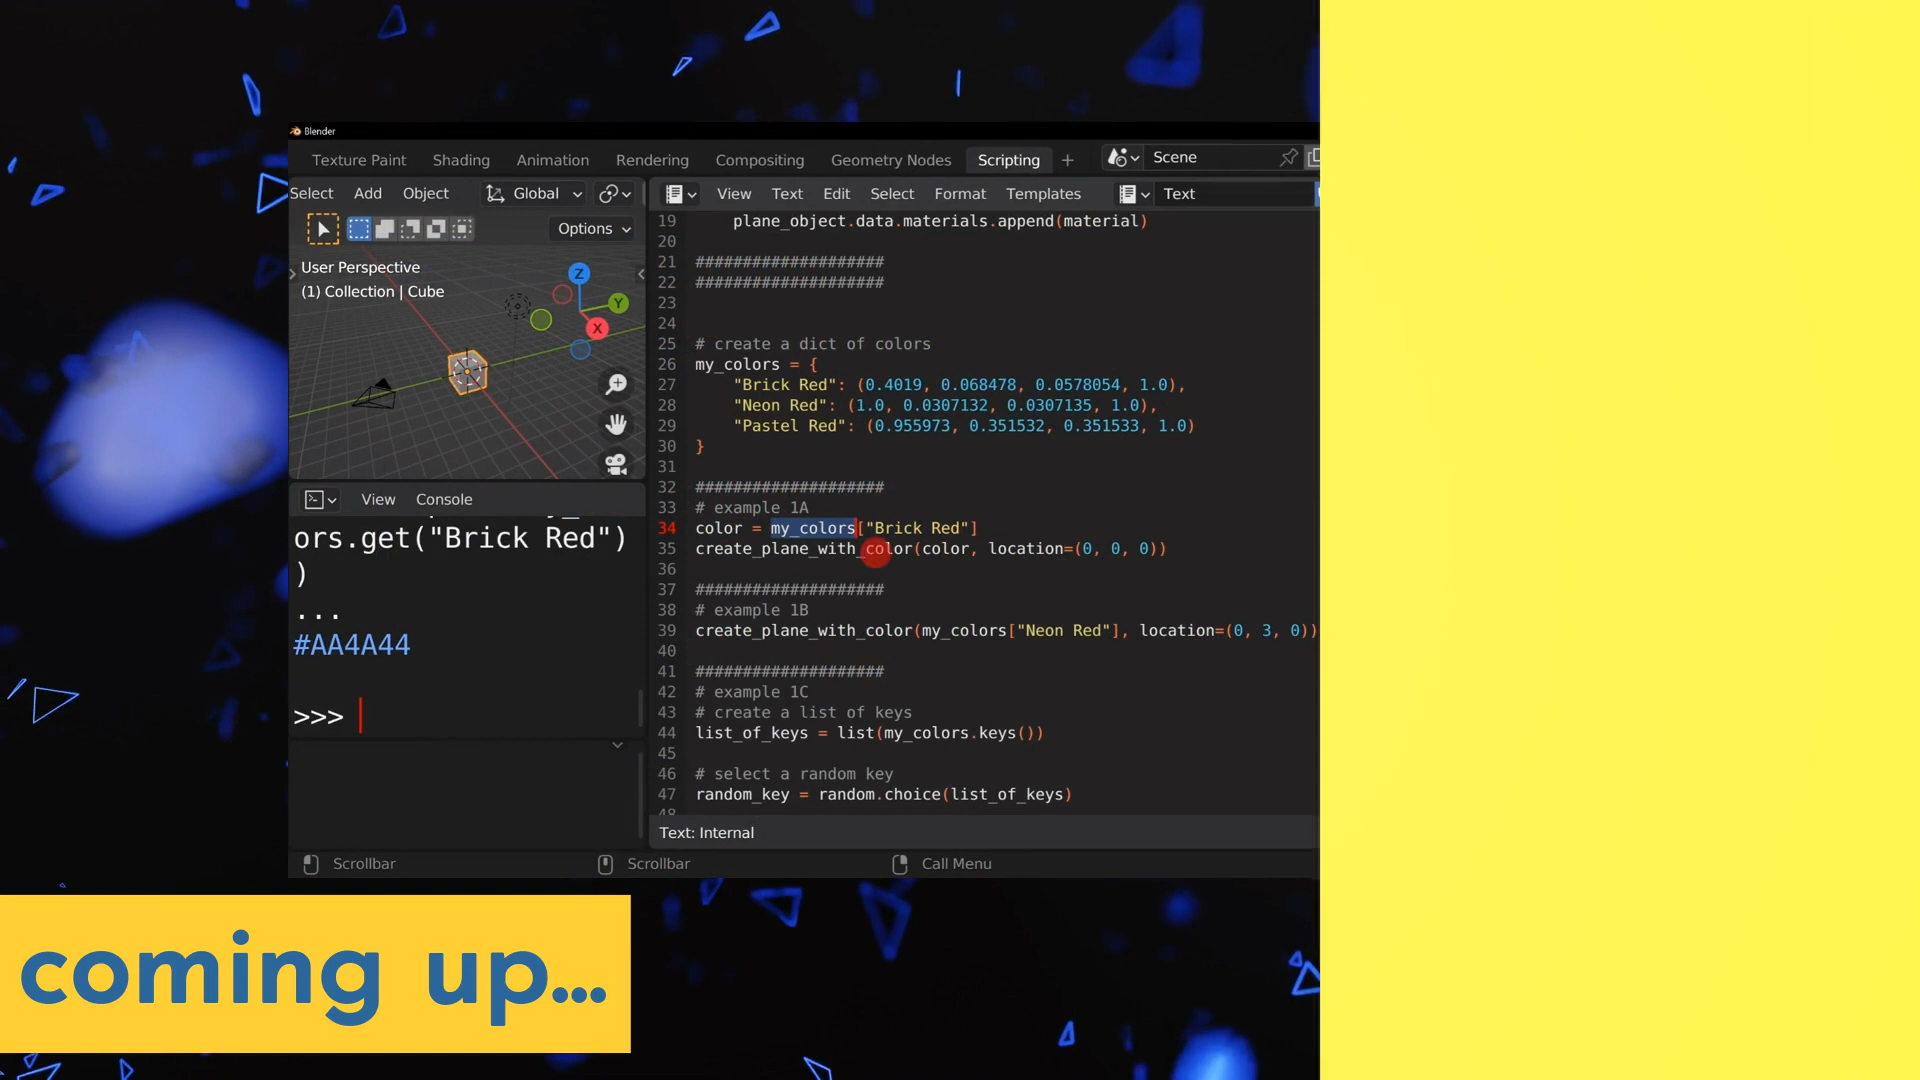 Blender
Texture Paint Shading Animation Rendering Compositing Geometry Nodes Scripting + Scene
Select Add Object Global
View Text Edit Select Format Templates Text
Options
User Perspective
(1) Collection | Cube
Z
Y
X
View Console
ors.get("Brick Red")
)
...
#AA4A44
>>>
19 plane_object.data.materials.append(material)
20
21 ####################
22 ####################
23
24
25 # create a dict of colors
26 my_colors = {
27 "Brick Red": (0.4019, 0.068478, 0.0578054, 1.0),
28 "Neon Red": (1.0, 0.0307132, 0.0307135, 1.0),
29 "Pastel Red": (0.955973, 0.351532, 0.351533, 1.0)
30 }
31
32 ####################
33 # example 1A
34 color = my_colors["Brick Red"]
35 create_plane_with_color(color, location=(0, 0, 0))
36
37 ####################
38 # example 1B
39 create_plane_with_color(my_colors["Neon Red"], location=(0, 3, 0))
40
41 ####################
42 # example 1C
43 # create a list of keys
44 list_of_keys = list(my_colors.keys())
45
46 # select a random key
47 random_key = random.choice(list_of_keys)
Text: Internal
Scrollbar Scrollbar Call Menu
coming up...